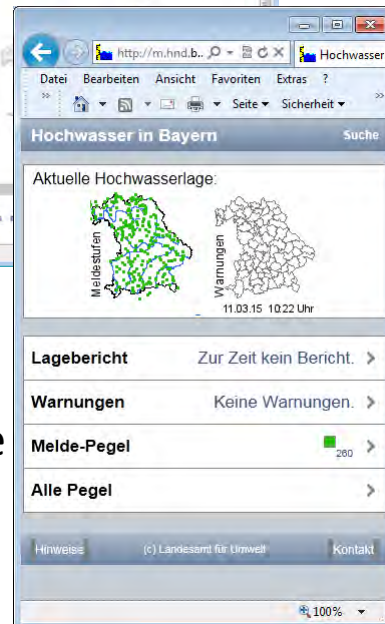 http://m.hnd.b..
Hochwasser
Datei Bearbeiten Ansicht Favoriten Extras ?
Seite Sicherheit
Hochwasser in Bayern Suche
Aktuelle Hochwasserlage:
Meldestufen
Warnungen
11.03.15 10:22 Uhr
Lagebericht Zur Zeit kein Bericht. >
Warnungen Keine Warnungen. >
e
Melde-Pegel 260 >
Alle Pegel >
Hinweise (c) Landesamt für Umwelt Kontakt
100%